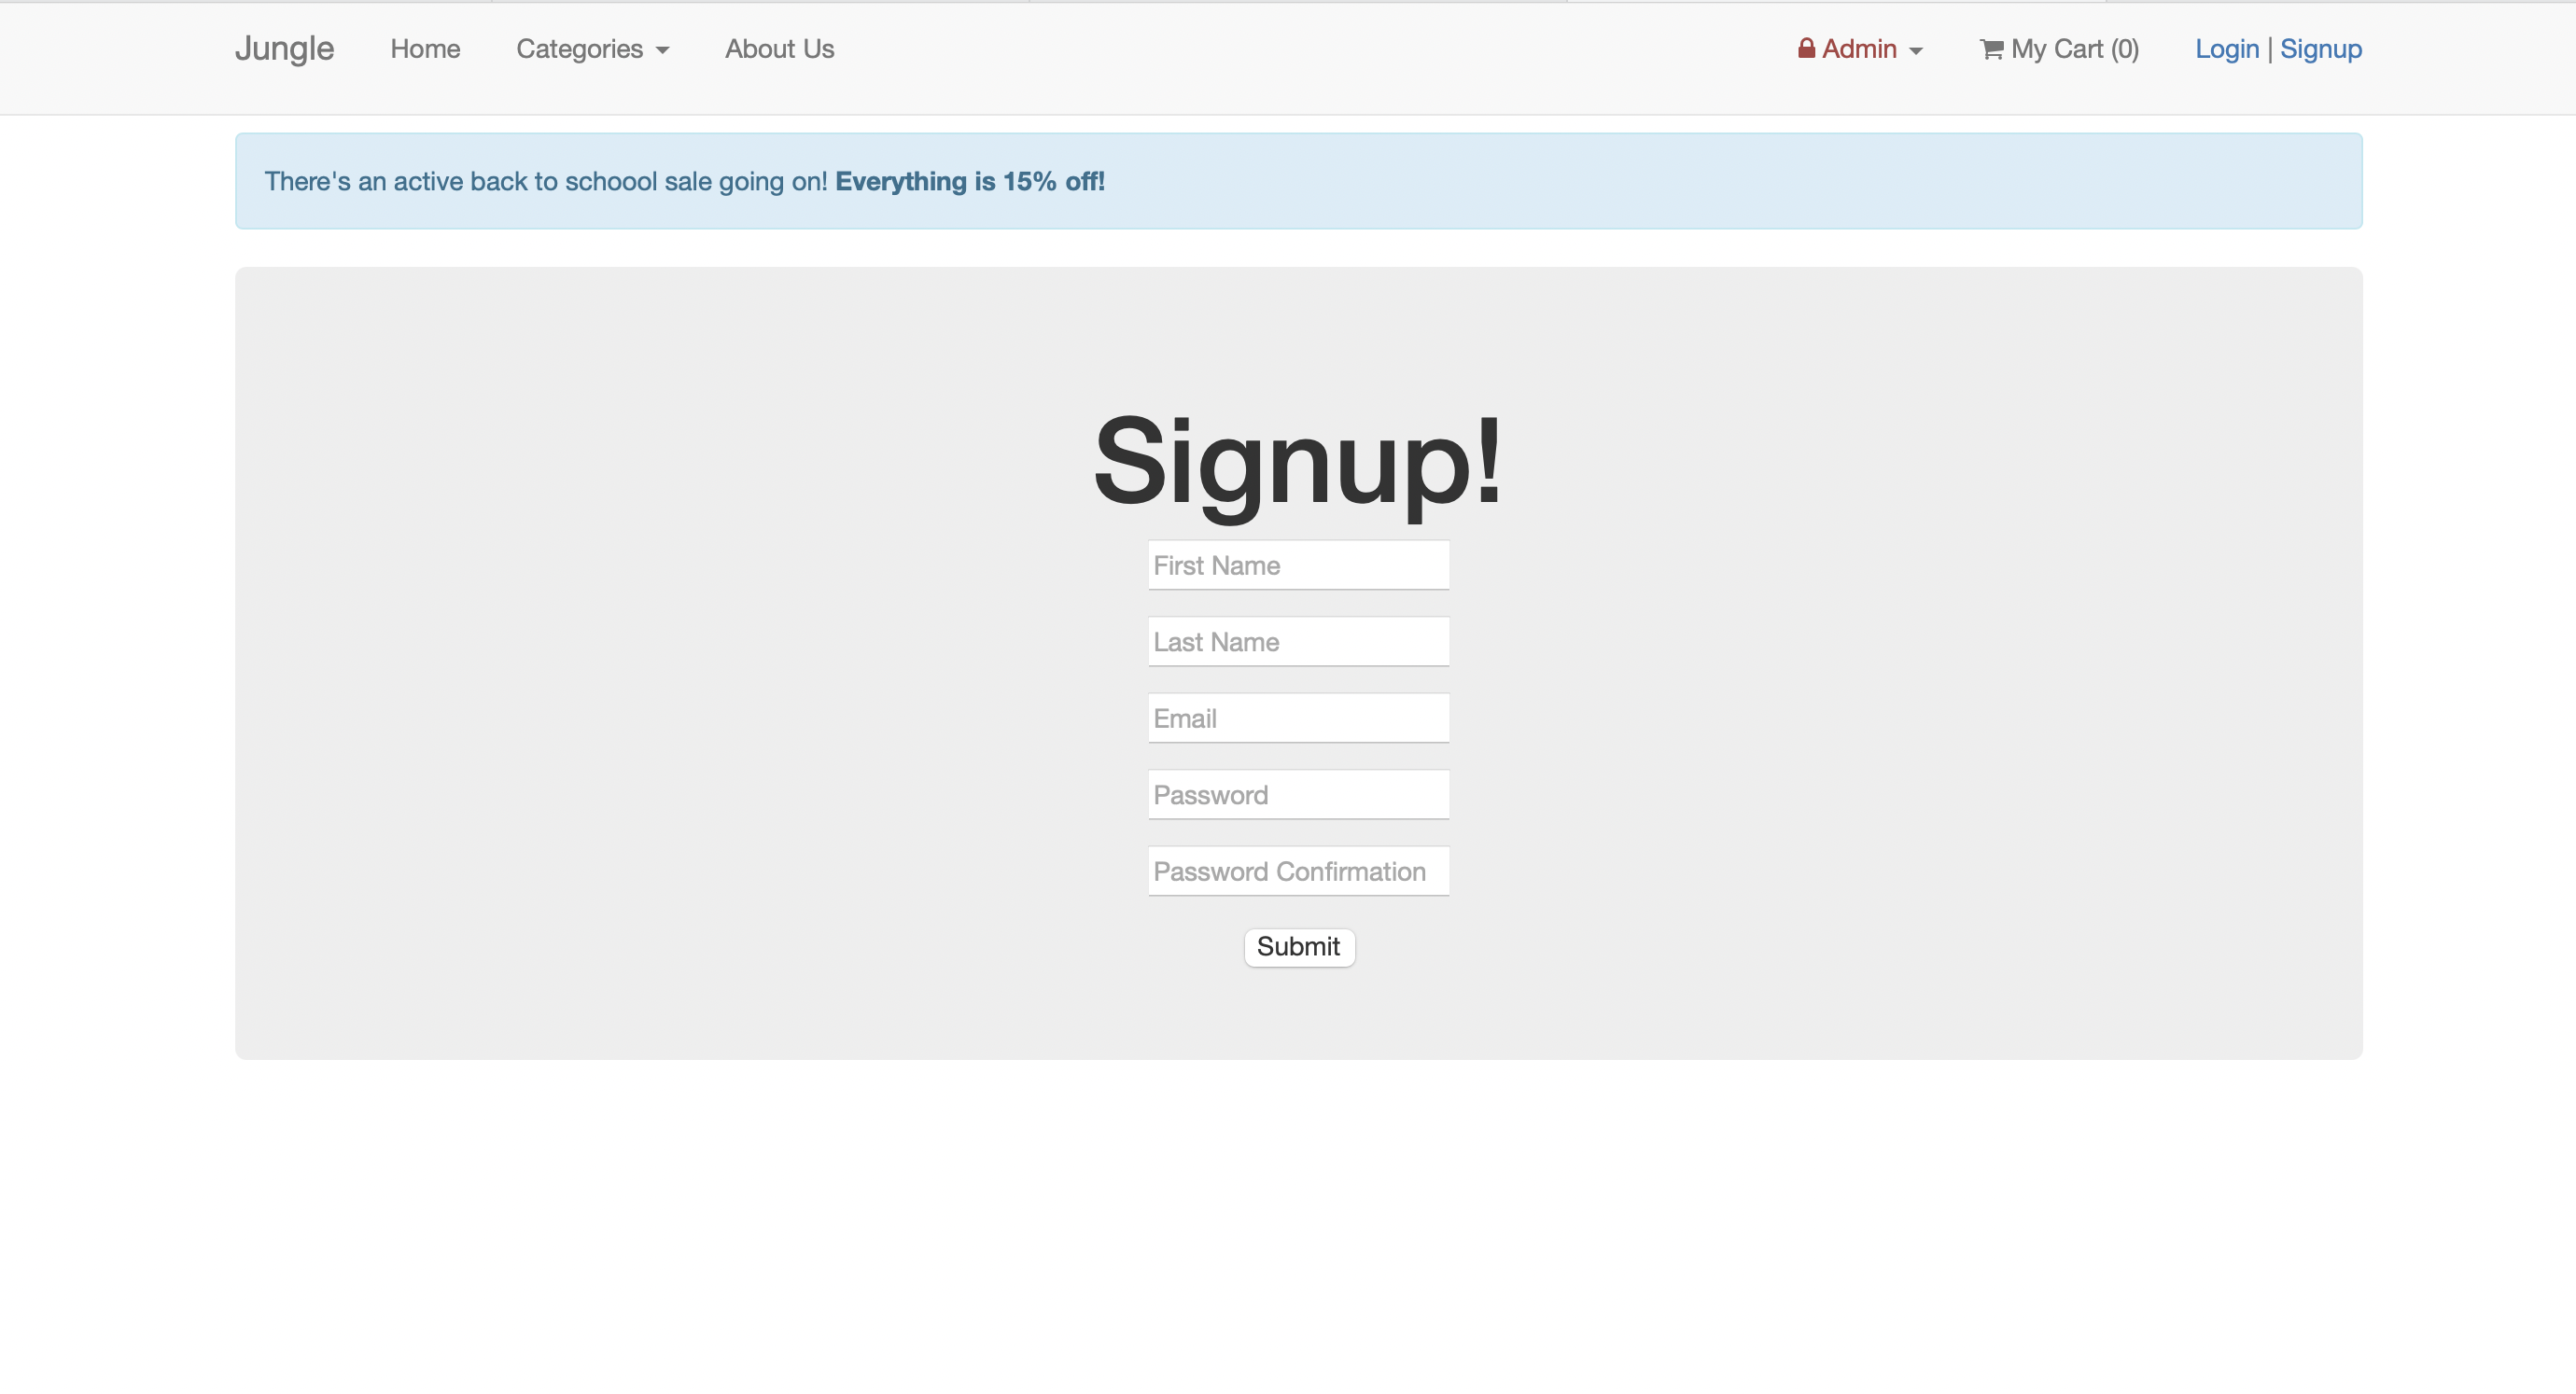 Jungle Home Categories About Us Admin My Cart (0) Login | Signup
There's an active back to schoool sale going on! Everything is 15% off!
Signup!
First Name
Last Name
Email
Password
Password Confirmation
Submit